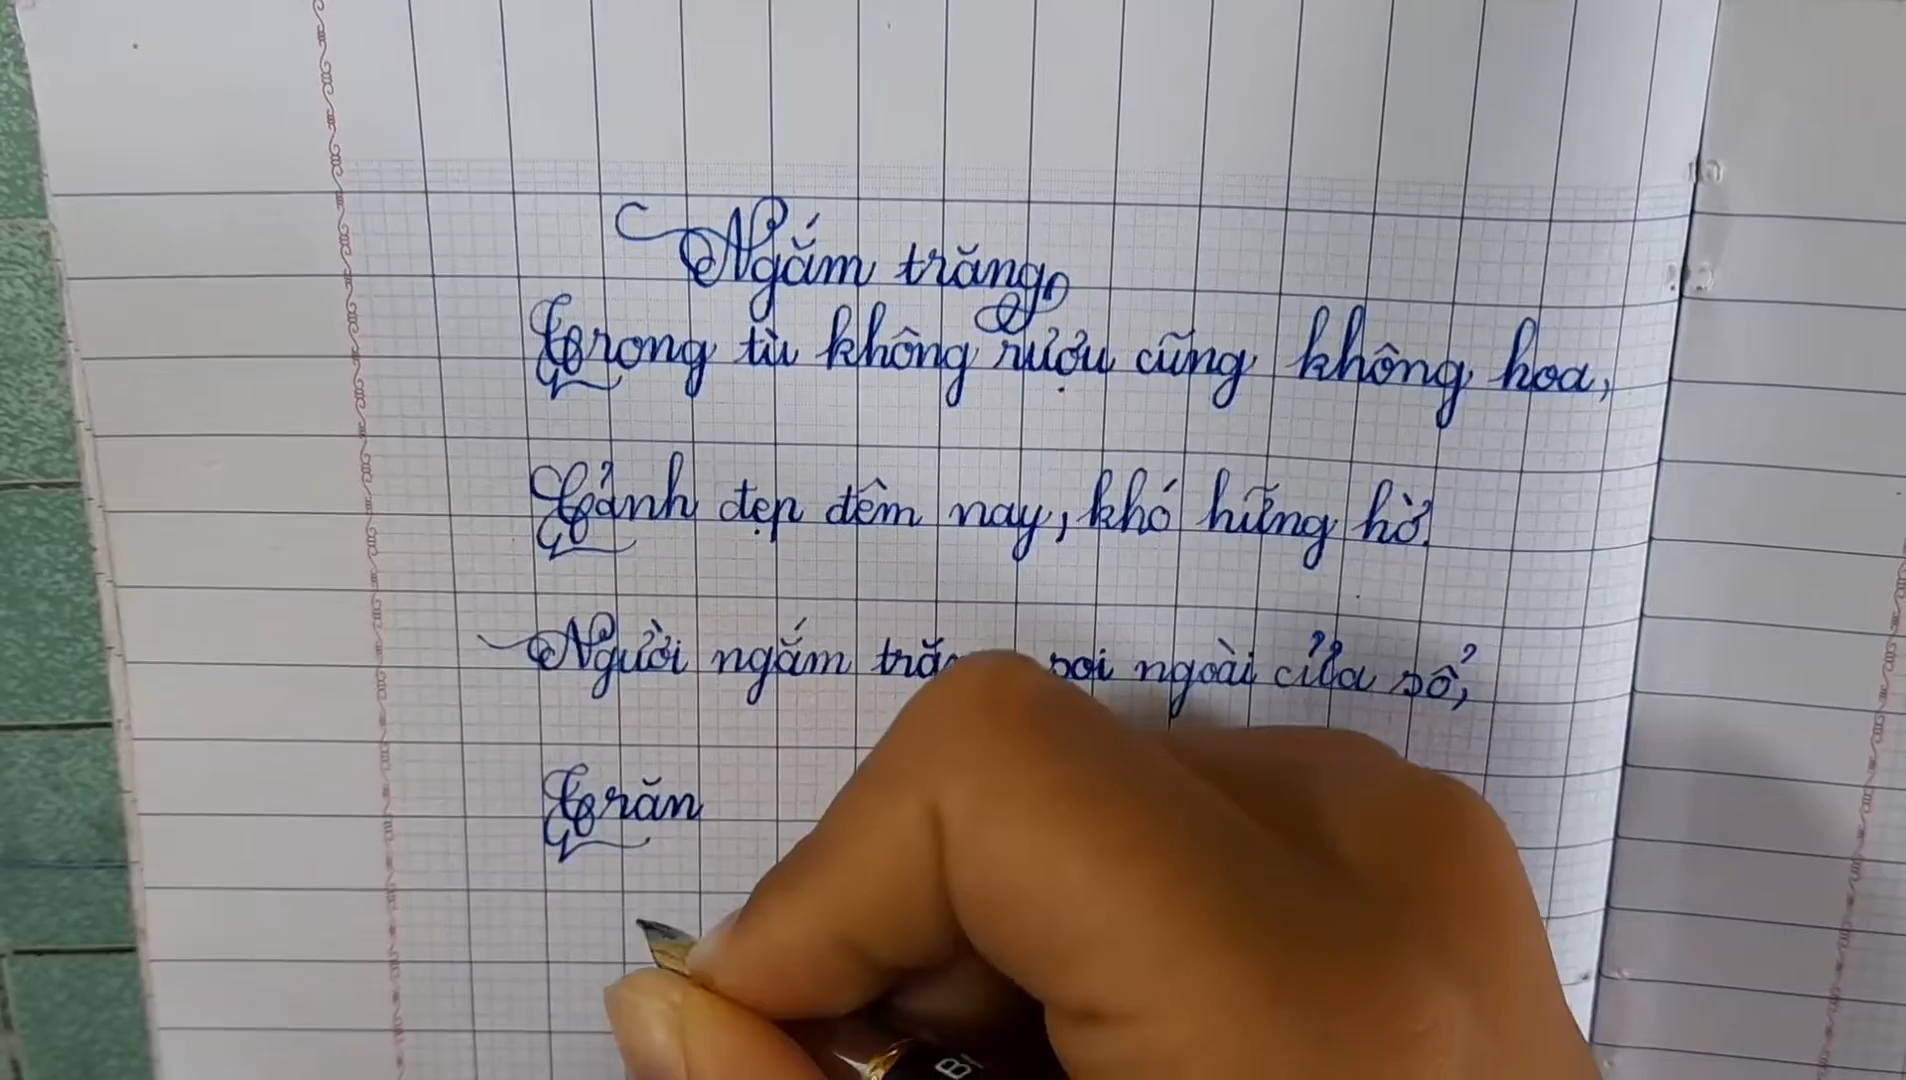 Ngắm trăng
Trong tù không rượu cũng không hoa,
Cảnh đẹp đêm nay, khó hững hờ.
Người ngắm soi ngoài cửa sổ,
Trăn